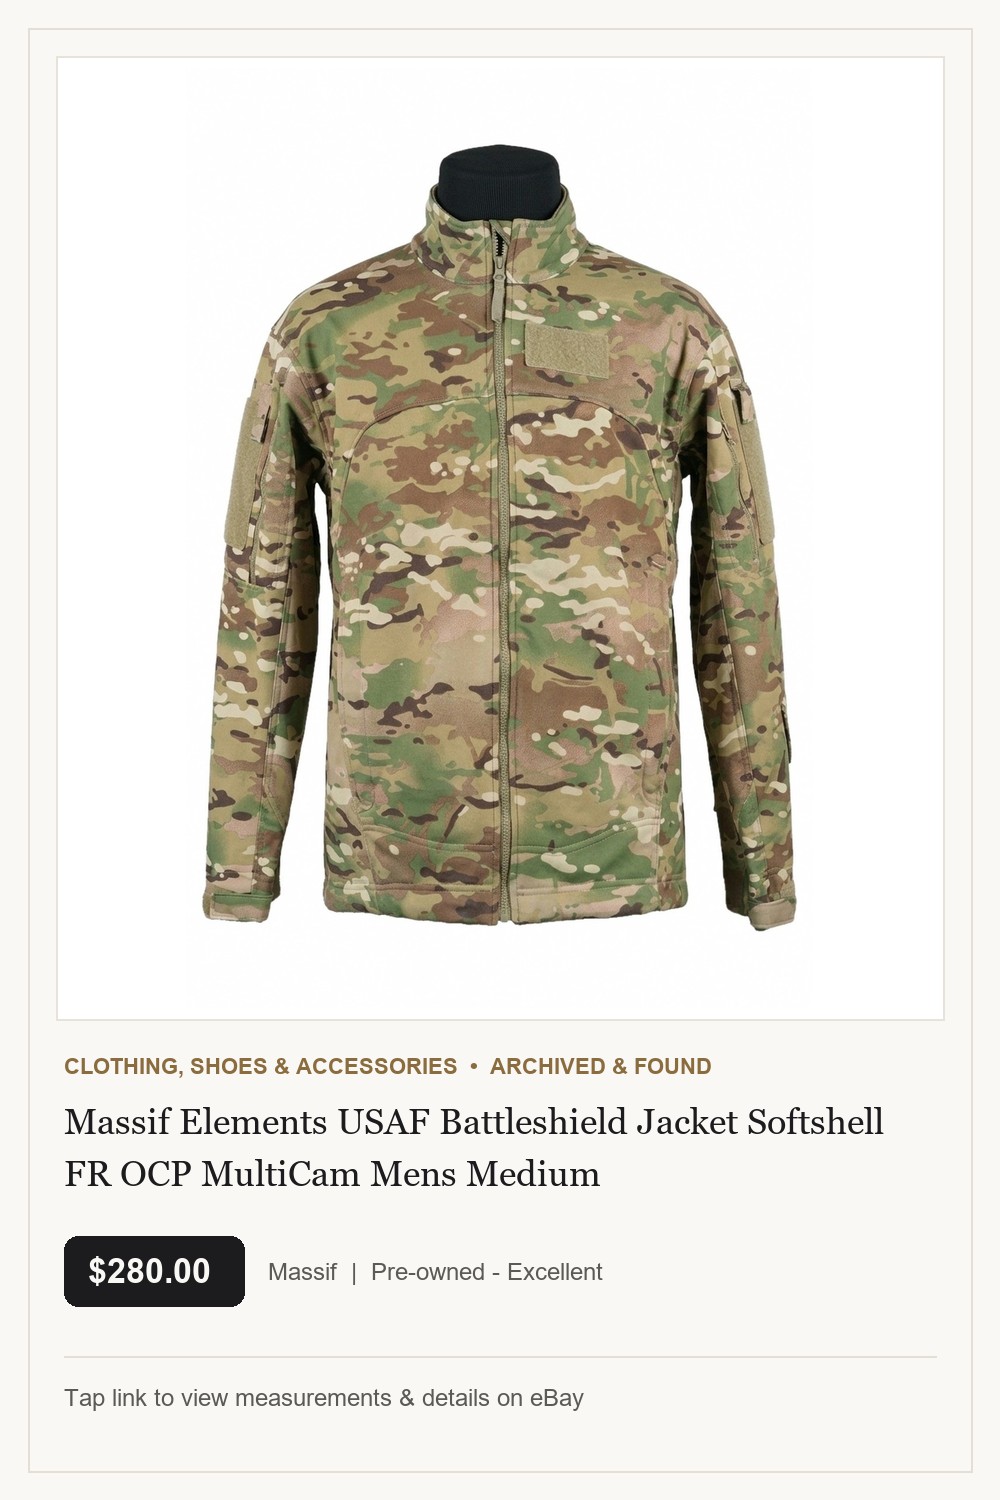 CLOTHING, SHOES & ACCESSORIES • ARCHIVED & FOUND
Massif Elements USAF Battleshield Jacket Softshell
FR OCP MultiCam Mens Medium
$280.00
Massif | Pre-owned - Excellent
Tap link to view measurements & details on eBay